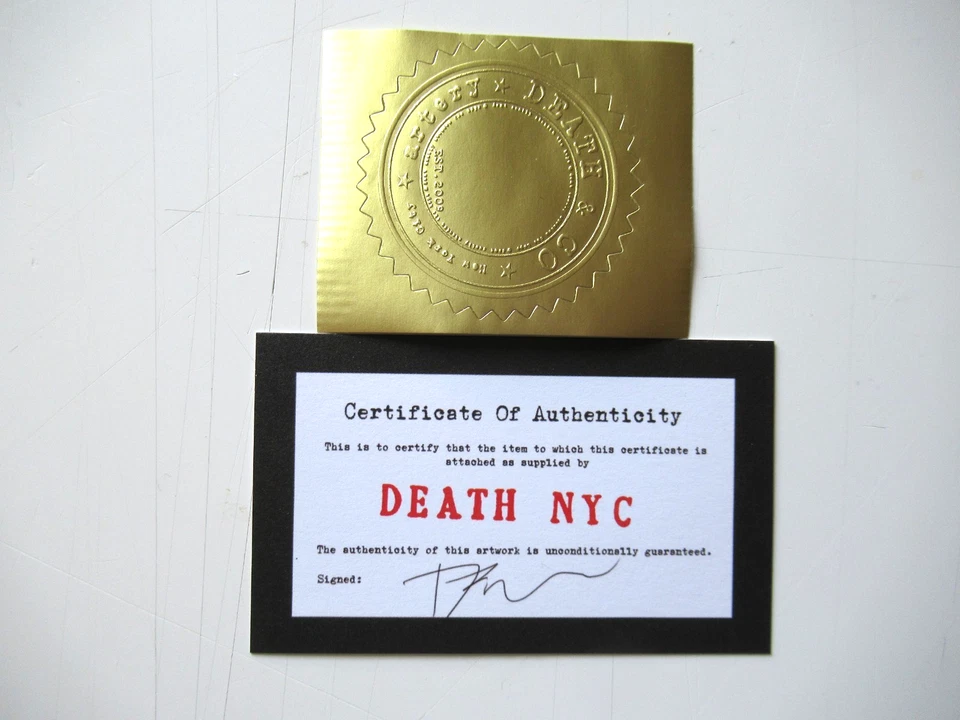 artery ★ DEATH & CO ★ New York City ★
EST. 2009
Certificate Of Authenticity
This is to certify that the item to which this certificate is
attached as supplied by
DEATH NYC
The authenticity of this artwork is unconditionally guaranteed.
Signed: